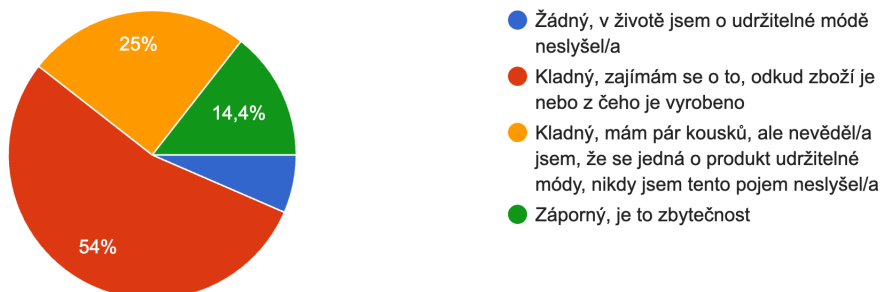 25%
14,4%
54%
Žádný, v životě jsem o udržitelné módě
neslyšel/a
Kladný, zajímám se o to, odkud zboží je
nebo z čeho je vyrobeno
Kladný, mám pár kousků, ale nevěděl/a
jsem, že se jedná o produkt udržitelné
módy, nikdy jsem tento pojem neslyšel/a
Záporný, je to zbytečnost